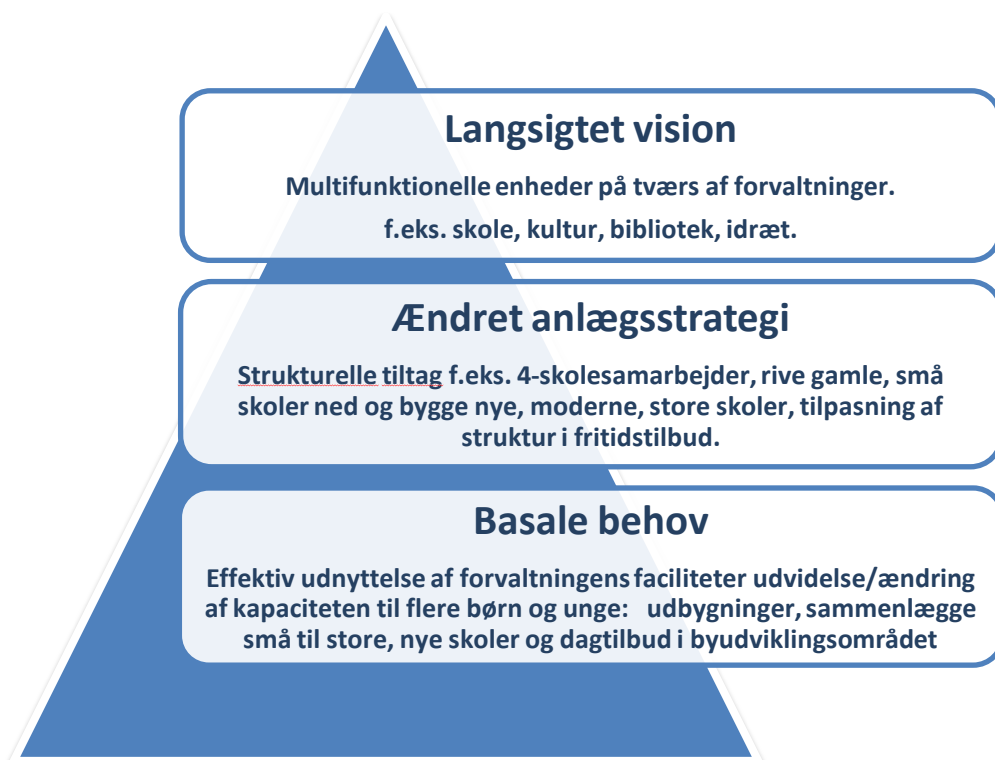 Langsigtet vision
Multifunktionelle enheder på tværs af forvaltninger.
f.eks. skole, kultur, bibliotek, idræt.
Ændret anlægsstrategi
Strukturelle tiltag f.eks. 4-skolesamarbejder, rive gamle, små
skoler ned og bygge nye, moderne, store skoler, tilpasning af
struktur i fritidstilbud.
Basale behov
Effektiv udnyttelse af forvaltningens faciliteter udvidelse/ændring
af kapaciteten til flere børn og unge: udbygninger, sammenlægge
små til store, nye skoler og dagtilbud i byudviklingsområdet